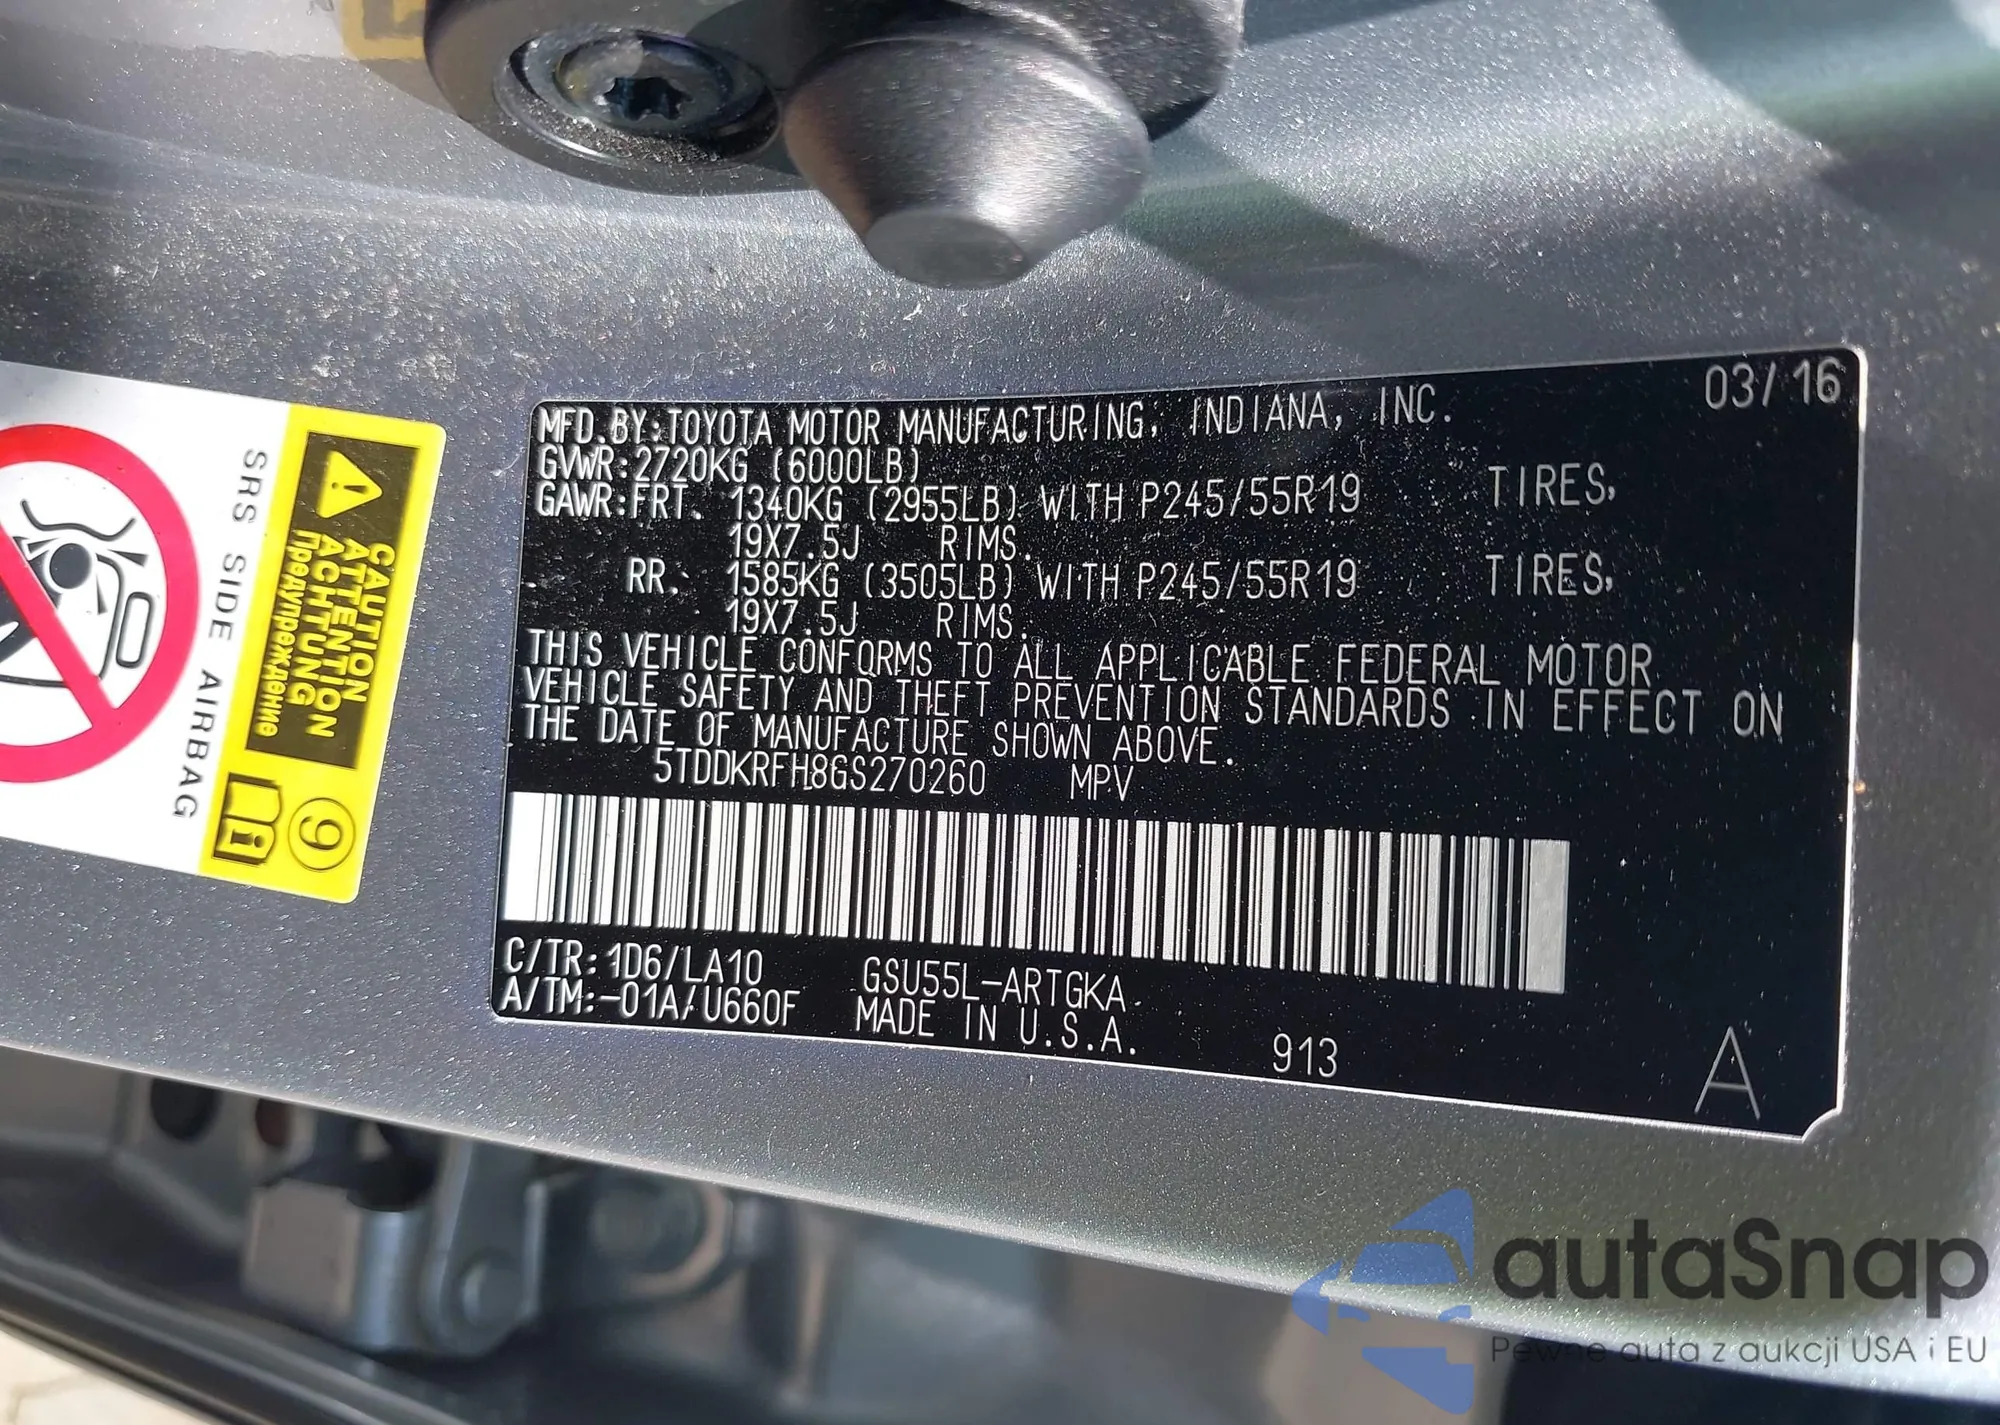 03/16
MFD.BY:TOYOTA MOTOR MANUFACTURING, INDIANA, INC.
GVWR:2720KG (6000LB)
GAWR:FRT. 1340KG (2955LB) WITH P245/55R19 TIRES,
19X7.5J RIMS.
RR. 1585KG (3505LB) WITH P245/55R19 TIRES,
19X7.5J RIMS.
THIS VEHICLE CONFORMS TO ALL APPLICABLE FEDERAL MOTOR
VEHICLE SAFETY AND THEFT PREVENTION STANDARDS IN EFFECT ON
THE DATE OF MANUFACTURE SHOWN ABOVE.
5TDDKRFH8GS270260 MPV
C/TR:1D6/LA10 GSU55L-ARTGKA
A/TM:-01A/U660F MADE IN U.S.A.
913
A
CAUTION
ATTENTION
ACHTUNG
Предупреждение
SRS SIDE AIRBAG
9
autaSnap
Pewne auta z aukcji USA i EU